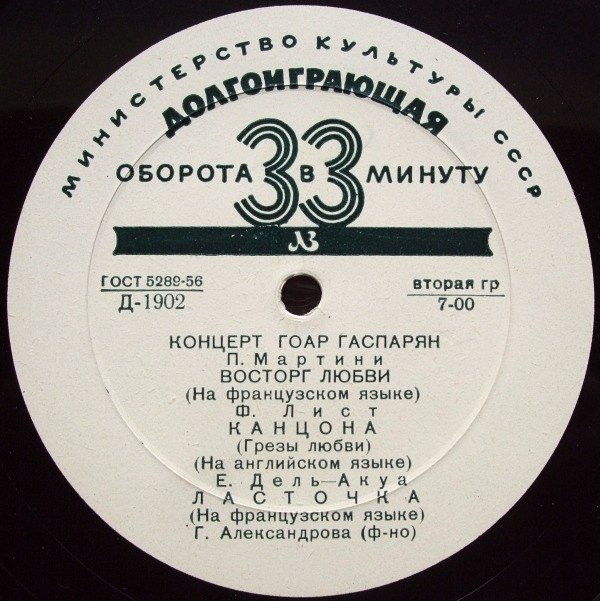 МИНИСТЕРСТВО КУЛЬТУРЫ СССР
ДОЛГОИГРАЮЩАЯ
ОБОРОТА 33 В МИНУТУ
ЛЗ
ГОСТ 5289-56
Д-1902
вторая гр
7-00
КОНЦЕРТ ГОАР ГАСПАРЯН
П. Мартини
ВОСТОРГ ЛЮБВИ
(На французском языке)
Ф. Лист
КАНЦОНА
(Грезы любви)
(На английском языке)
Е. Дель-Акуа
ЛАСТОЧКА
(На французском языке)
Г. Александрова (ф-но)